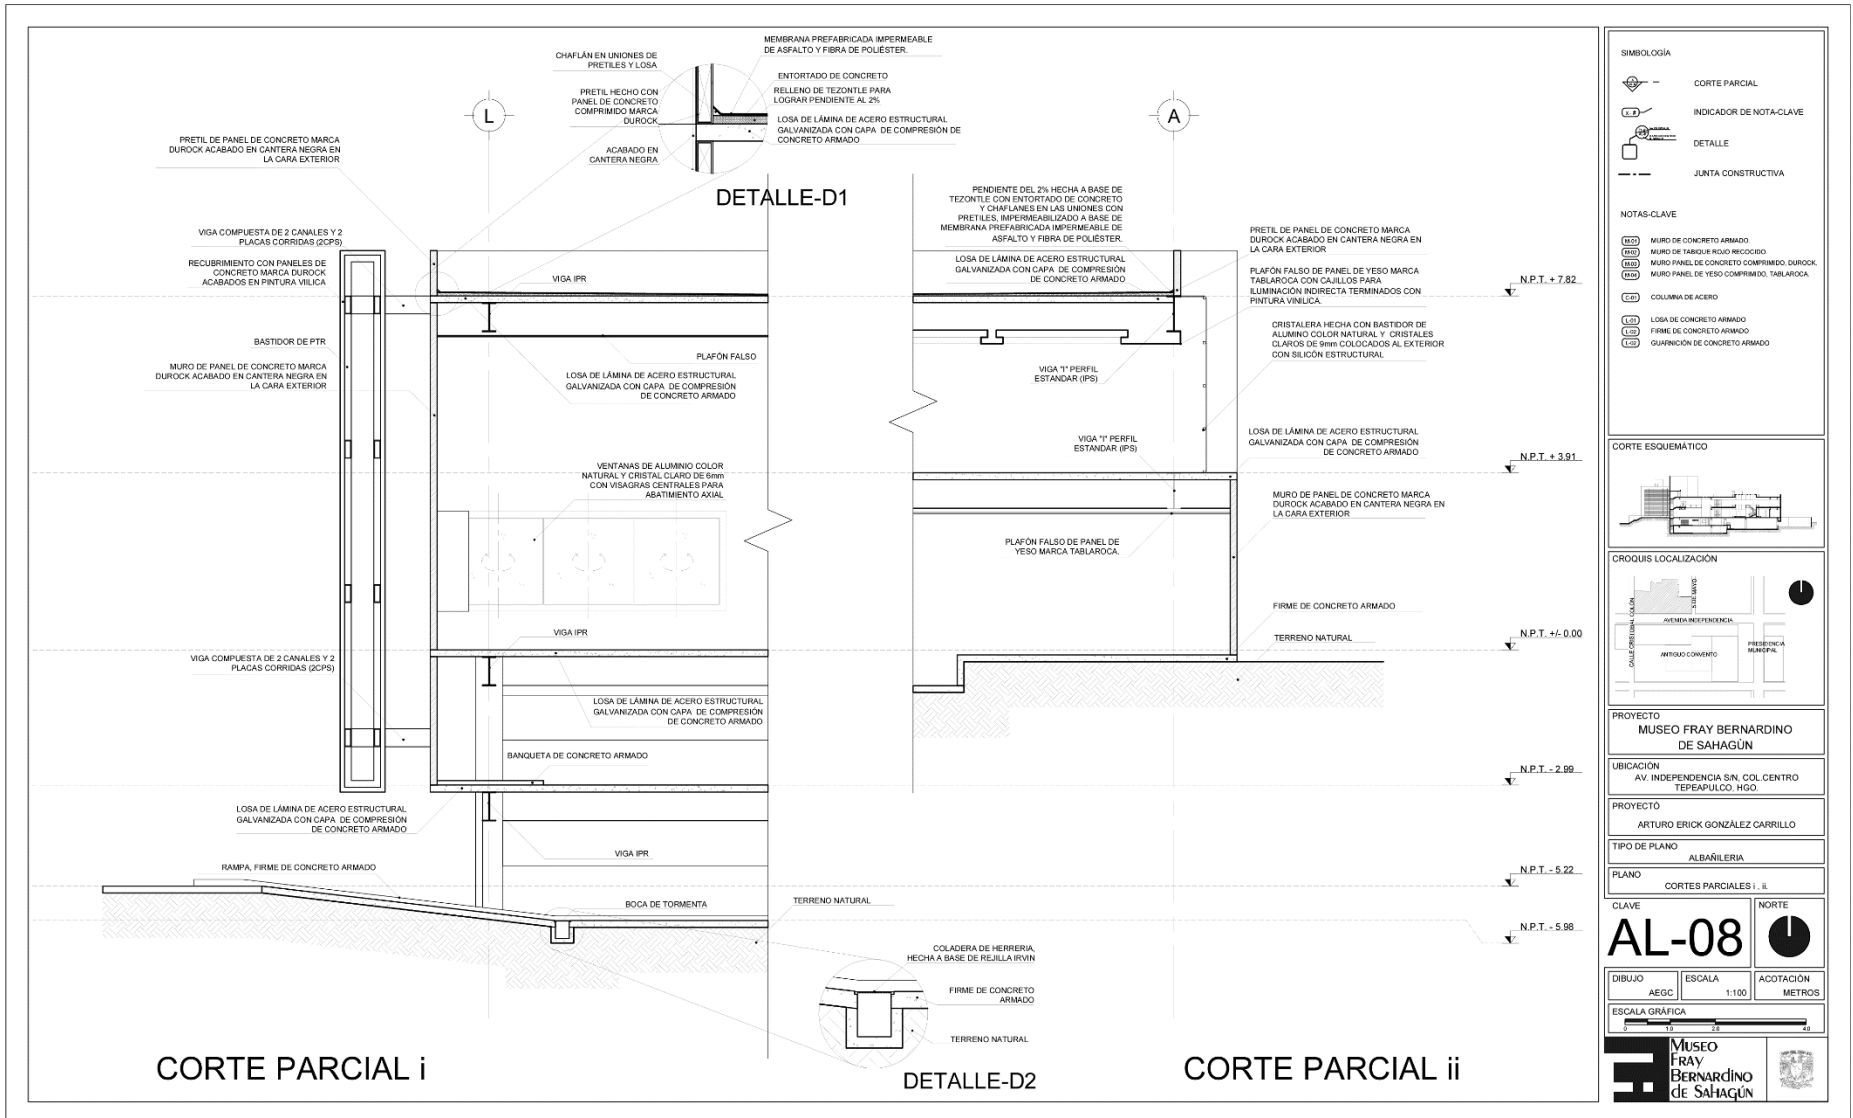 MEMBRANA PREFABRICADA IMPERMEABLE
DE ASFALTO Y FIBRA DE POLIÉSTER.
CHAFLÁN EN UNIONES DE
PRETILES Y LOSA
ENTORTADO DE CONCRETO
PRETIL HECHO CON
PANEL DE CONCRETO
COMPRIMIDO MARCA
DUROCK
RELLENO DE TEZONTLE PARA
LOGRAR PENDIENTE AL 2%
LOSA DE LÁMINA DE ACERO ESTRUCTURAL
GALVANIZADA CON CAPA DE COMPRESIÓN DE
CONCRETO ARMADO
ACABADO EN
CANTERA NEGRA
DETALLE-D1
L
A
PRETIL DE PANEL DE CONCRETO MARCA
DUROCK ACABADO EN CANTERA NEGRA EN
LA CARA EXTERIOR
VIGA COMPUESTA DE 2 CANALES Y 2
PLACAS CORRIDAS (2CPS)
RECUBRIMIENTO CON PANELES DE
CONCRETO MARCA DUROCK
ACABADOS EN PINTURA VIILICA
VIGA IPR
BASTIDOR DE PTR
PLAFÓN FALSO
MURO DE PANEL DE CONCRETO MARCA
DUROCK ACABADO EN CANTERA NEGRA EN
LA CARA EXTERIOR
LOSA DE LÁMINA DE ACERO ESTRUCTURAL
GALVANIZADA CON CAPA DE COMPRESIÓN
DE CONCRETO ARMADO
VENTANAS DE ALUMINIO COLOR
NATURAL Y CRISTAL CLARO DE 6mm
CON VISAGRAS CENTRALES PARA
ABATIMIENTO AXIAL
VIGA IPR
VIGA COMPUESTA DE 2 CANALES Y 2
PLACAS CORRIDAS (2CPS)
LOSA DE LÁMINA DE ACERO ESTRUCTURAL
GALVANIZADA CON CAPA DE COMPRESIÓN
DE CONCRETO ARMADO
BANQUETA DE CONCRETO ARMADO
LOSA DE LÁMINA DE ACERO ESTRUCTURAL
GALVANIZADA CON CAPA DE COMPRESIÓN
DE CONCRETO ARMADO
VIGA IPR
RAMPA, FIRME DE CONCRETO ARMADO
BOCA DE TORMENTA
TERRENO NATURAL
COLADERA DE HERRERIA,
HECHA A BASE DE REJILLA IRVIN
FIRME DE CONCRETO
ARMADO
TERRENO NATURAL
DETALLE-D2
CORTE PARCIAL i
PENDIENTE DEL 2% HECHA A BASE DE
TEZONTLE CON ENTORTADO DE CONCRETO
Y CHAFLANES EN LAS UNIONES CON
PRETILES, IMPERMEABILIZADO A BASE DE
MEMBRANA PREFABRICADA IMPERMEABLE DE
ASFALTO Y FIBRA DE POLIÉSTER.
LOSA DE LÁMINA DE ACERO ESTRUCTURAL
GALVANIZADA CON CAPA DE COMPRESIÓN
DE CONCRETO ARMADO
PRETIL DE PANEL DE CONCRETO MARCA
DUROCK ACABADO EN CANTERA NEGRA EN
LA CARA EXTERIOR
PLAFÓN FALSO DE PANEL DE YESO MARCA
TABLAROCA CON CAJILLOS PARA
ILUMINACIÓN INDIRECTA TERMINADOS CON
PINTURA VINILICA.
CRISTALERA HECHA CON BASTIDOR DE
ALUMINO COLOR NATURAL Y CRISTALES
CLAROS DE 9mm COLOCADOS AL EXTERIOR
CON SILICÓN ESTRUCTURAL
VIGA "I" PERFIL
ESTANDAR (IPS)
VIGA "I" PERFIL
ESTANDAR (IPS)
LOSA DE LÁMINA DE ACERO ESTRUCTURAL
GALVANIZADA CON CAPA DE COMPRESIÓN
DE CONCRETO ARMADO
MURO DE PANEL DE CONCRETO MARCA
DUROCK ACABADO EN CANTERA NEGRA EN
LA CARA EXTERIOR
PLAFÓN FALSO DE PANEL DE
YESO MARCA TABLAROCA.
FIRME DE CONCRETO ARMADO
TERRENO NATURAL
N.P.T. + 7.82
N.P.T. + 3.91
N.P.T. +/- 0.00
N.P.T. - 2.99
N.P.T. - 5.22
N.P.T. - 5.98
CORTE PARCIAL ii
SIMBOLOGÍA
CORTE PARCIAL
INDICADOR DE NOTA-CLAVE
DETALLE
JUNTA CONSTRUCTIVA
NOTAS-CLAVE
M-01 MURO DE CONCRETO ARMADO.
M-02 MURO DE TABIQUE ROJO RECOCIDO.
M-03 MURO PANEL DE CONCRETO COMPRIMIDO, DUROCK.
M-04 MURO PANEL DE YESO COMPRIMIDO, TABLAROCA.
C-01 COLUMNA DE ACERO
L-01 LOSA DE CONCRETO ARMADO
L-02 FIRME DE CONCRETO ARMADO
L-02 GUARNICIÓN DE CONCRETO ARMADO
CORTE ESQUEMÁTICO
CROQUIS LOCALIZACIÓN
5 DE MAYO
CALLE CRISTOBAL COLÓN
AVENIDA INDEPENDENCIA
ANTIGUO CONVENTO
PRESIDENCIA
MUNICIPAL
PROYECTO
MUSEO FRAY BERNARDINO
DE SAHAGÙN
UBICACIÓN
AV. INDEPENDENCIA S/N, COL.CENTRO
TEPEAPULCO, HGO.
PROYECTÓ
ARTURO ERICK GONZÁLEZ CARRILLO
TIPO DE PLANO
ALBAÑILERIA
PLANO
CORTES PARCIALES i , ii.
CLAVE
AL-08
NORTE
DIBUJO
AEGC
ESCALA
1:100
ACOTACIÓN
METROS
ESCALA GRÁFICA
0 1.0 2.0 4.0
MUSEO
FRAY
BERNARDINO
de SAHAGÚN